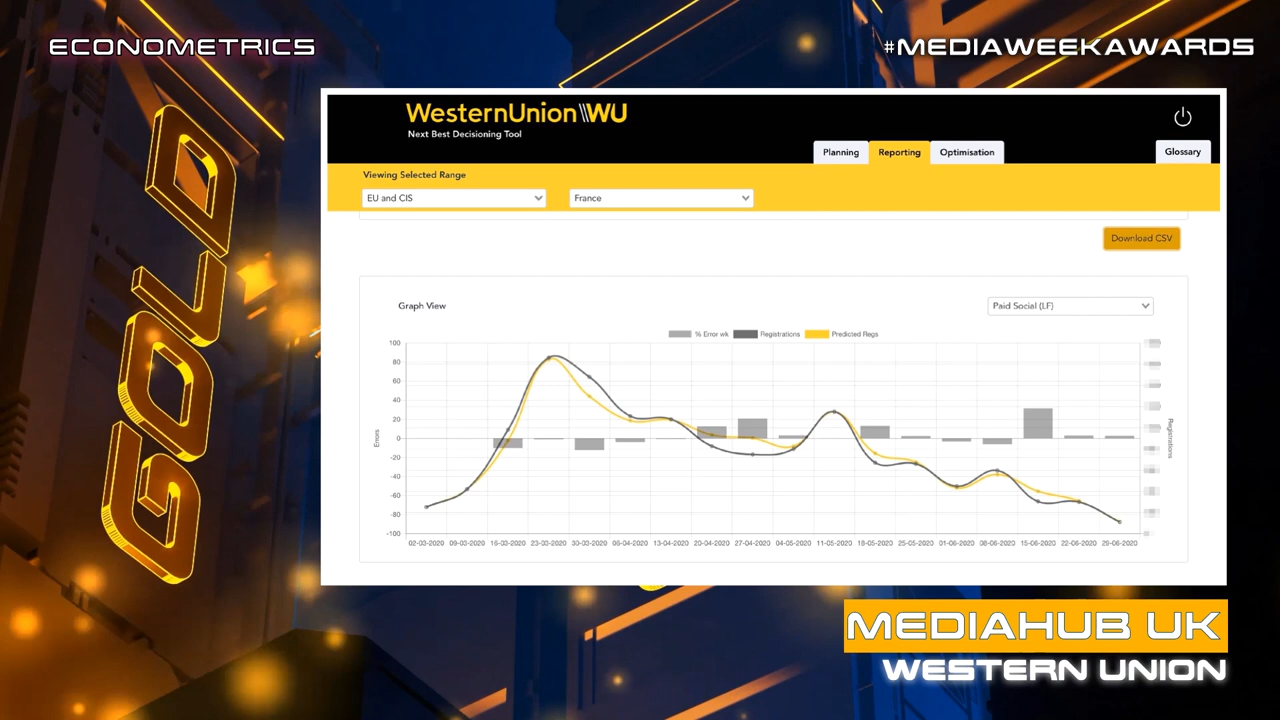 ECONOMETRICS
#MEDIAWEEKAWARDS
GOLD
WesternUnion\\WU
Next Best Decisioning Tool
Planning
Reporting
Optimisation
Glossary
Viewing Selected Range
EU and CIS
France
Download CSV
Graph View
Paid Social (LF)
% Error wk
Registrations
Predicted Regs
100
80
60
40
20
0
-20
-40
-60
-80
-100
Errors
Registrations
02-03-2020
09-03-2020
16-03-2020
23-03-2020
30-03-2020
06-04-2020
13-04-2020
20-04-2020
27-04-2020
04-05-2020
11-05-2020
18-05-2020
25-05-2020
01-06-2020
08-06-2020
15-06-2020
22-06-2020
29-06-2020
MEDIAHUB UK
WESTERN UNION